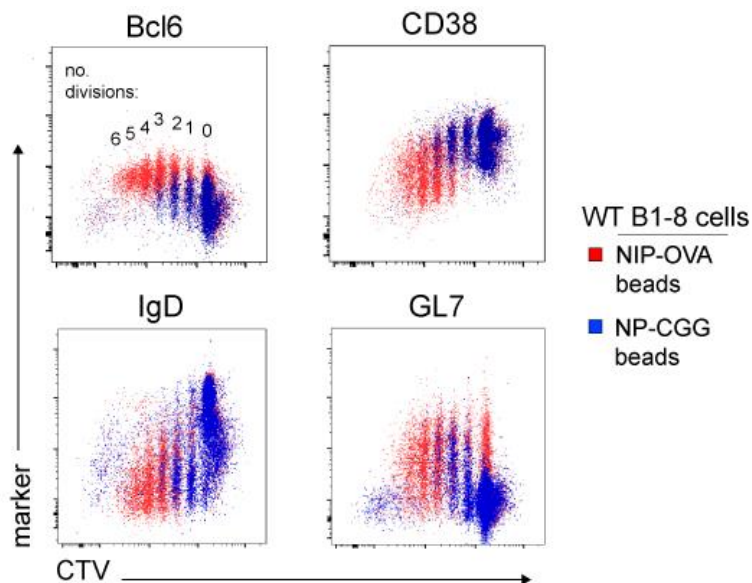 Bcl6
CD38
no.
divisions:
6 5 4 3 2 1 0
WT B1-8 cells
NIP-OVA
beads
NP-CGG
beads
IgD
GL7
marker
CTV